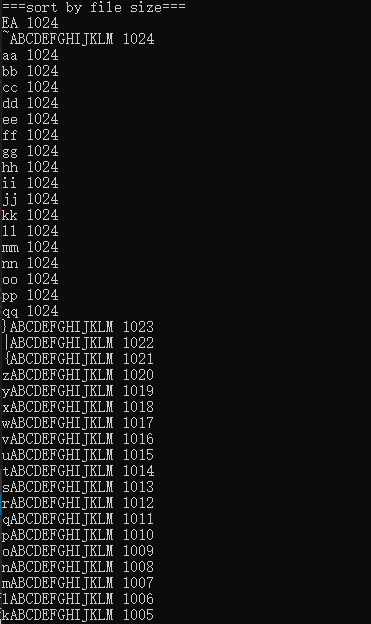 ===sort by file size===
EA 1024
~ABCDEFGHIJKLM 1024
aa 1024
bb 1024
cc 1024
dd 1024
ee 1024
ff 1024
gg 1024
hh 1024
ii 1024
jj 1024
kk 1024
ll 1024
mm 1024
nn 1024
oo 1024
pp 1024
qq 1024
}ABCDEFGHIJKLM 1023
|ABCDEFGHIJKLM 1022
{ABCDEFGHIJKLM 1021
zABCDEFGHIJKLM 1020
yABCDEFGHIJKLM 1019
xABCDEFGHIJKLM 1018
wABCDEFGHIJKLM 1017
vABCDEFGHIJKLM 1016
uABCDEFGHIJKLM 1015
tABCDEFGHIJKLM 1014
sABCDEFGHIJKLM 1013
rABCDEFGHIJKLM 1012
qABCDEFGHIJKLM 1011
pABCDEFGHIJKLM 1010
oABCDEFGHIJKLM 1009
nABCDEFGHIJKLM 1008
mABCDEFGHIJKLM 1007
lABCDEFGHIJKLM 1006
kABCDEFGHIJKLM 1005